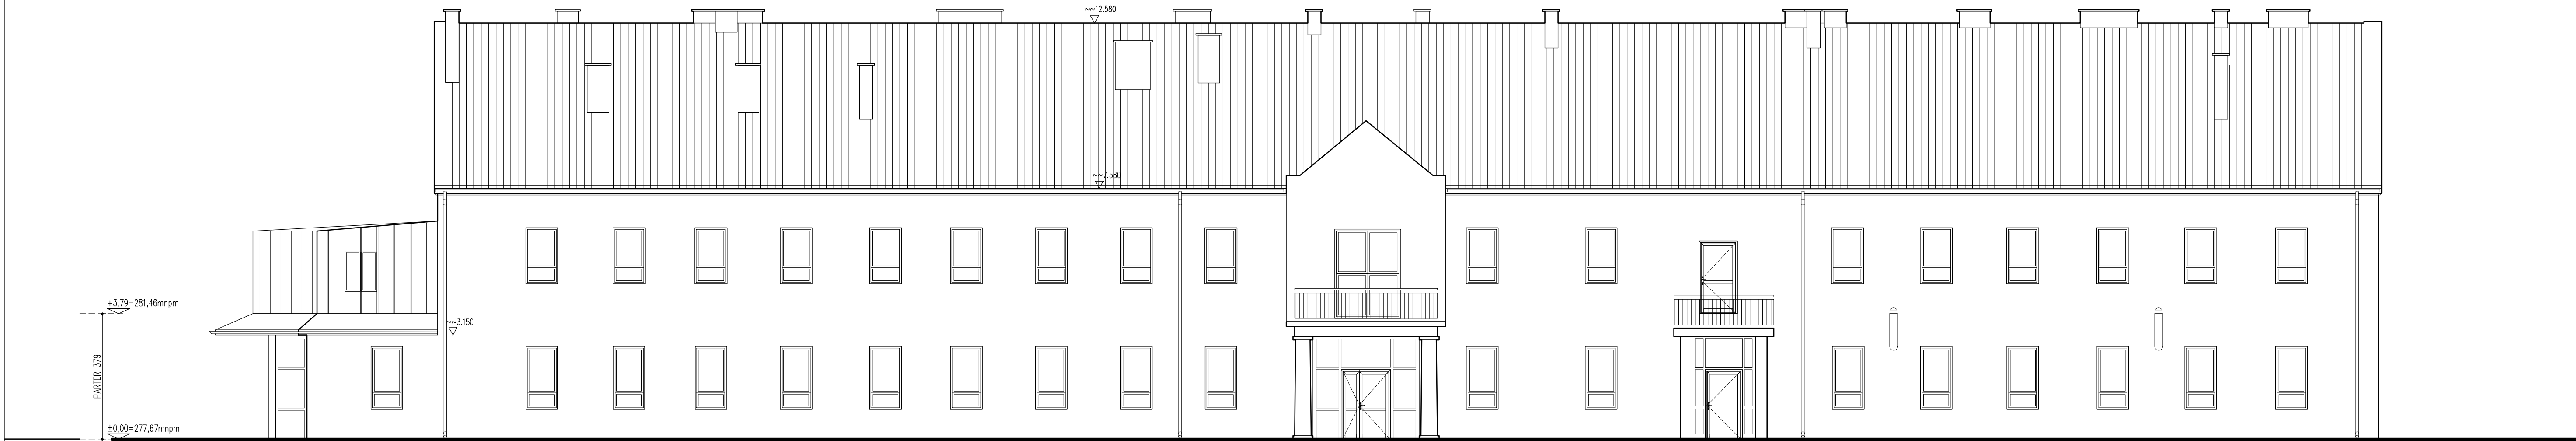 ~~12.580
~~7.580
+3,79=281,46mnpm
~~3.150
PARTER 379
±0,00=277,67mnpm